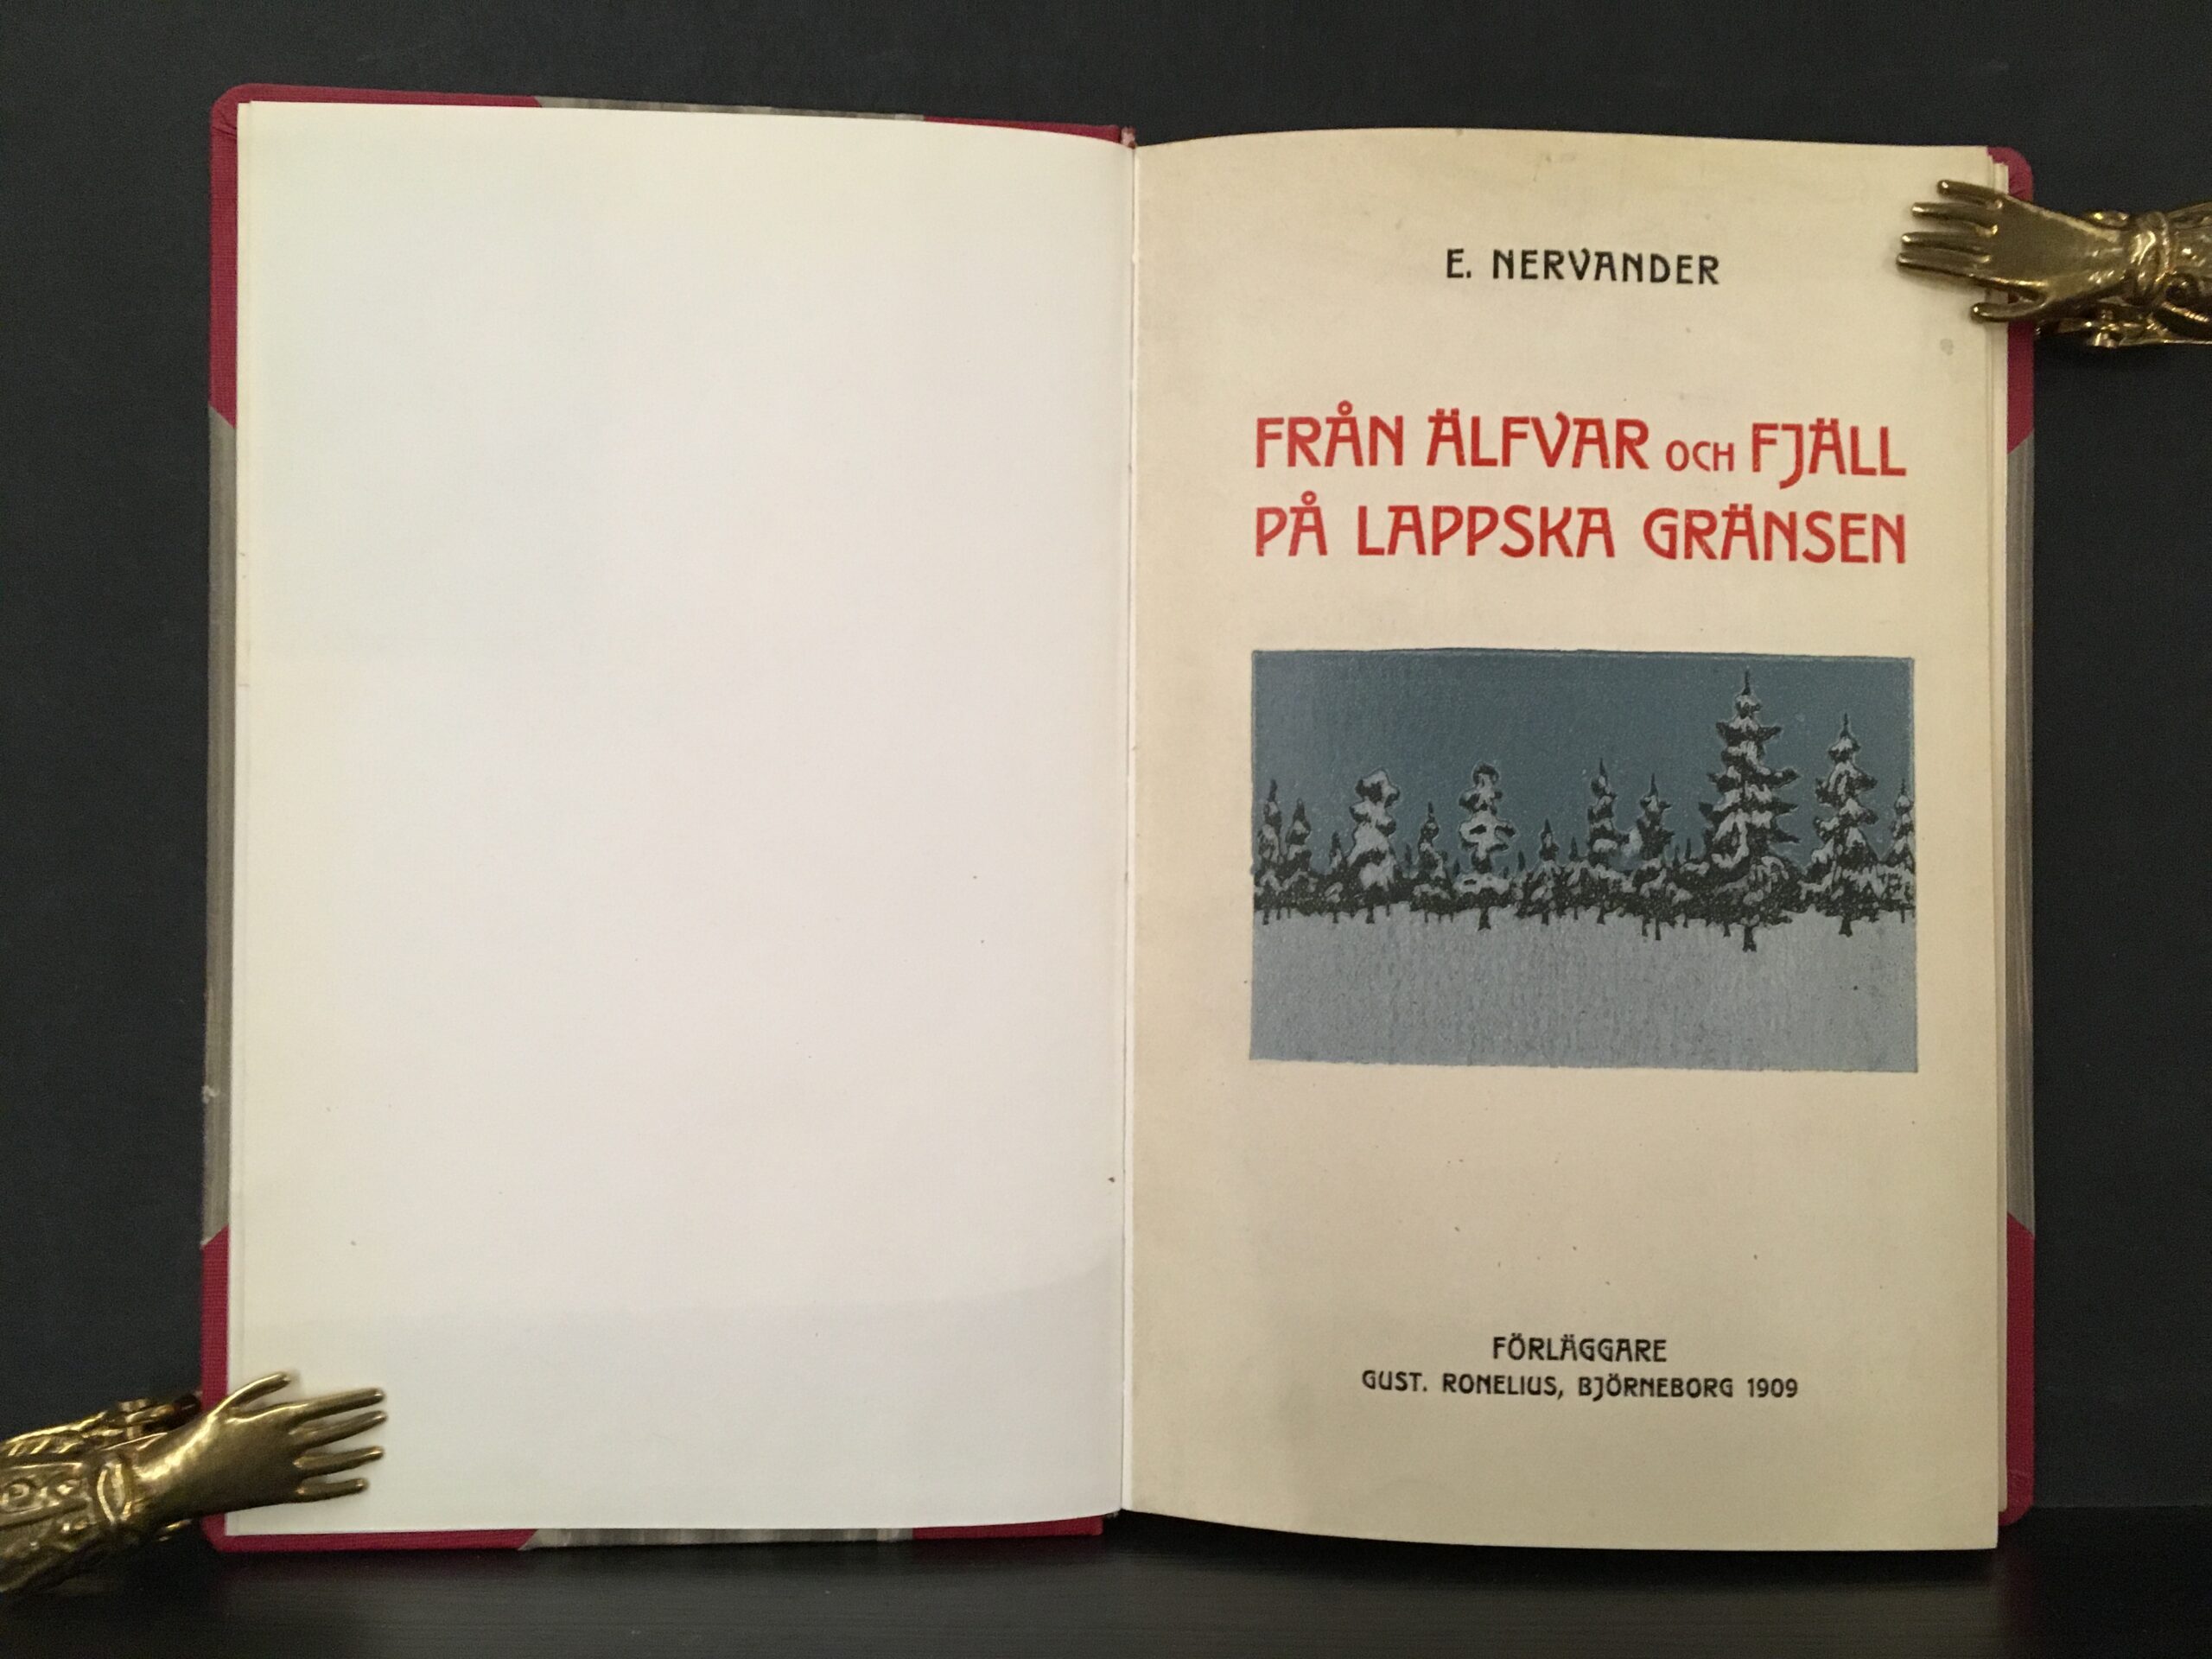 E. NERVANDER
FRÅN ÄLFVAR OCH FJÄLL
PÅ LAPPSKA GRÄNSEN
FÖRLÄGGARE
GUST. RONELIUS, BJÖRNEBORG 1909